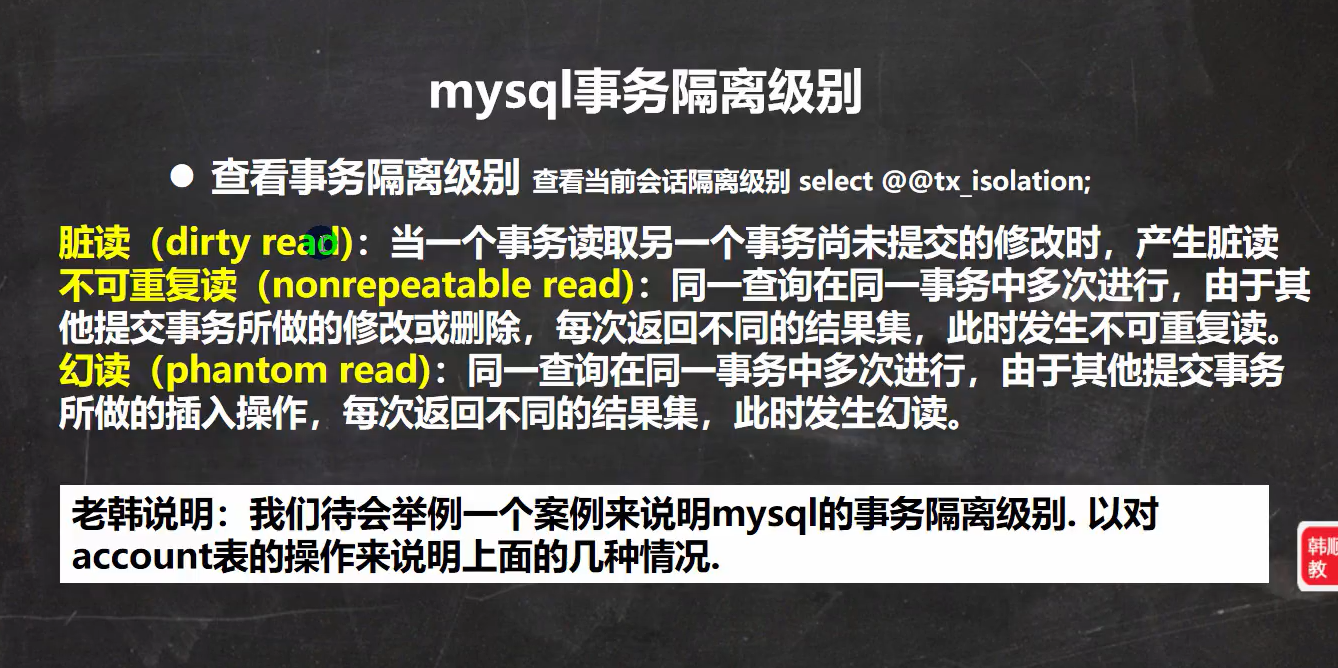 mysql事务隔离级别
● 查看事务隔离级别 查看当前会话隔离级别 select @@tx_isolation;
脏读（dirty read）：当一个事务读取另一个事务尚未提交的修改时，产生脏读
不可重复读（nonrepeatable read)：同一查询在同一事务中多次进行，由于其
他提交事务所做的修改或删除，每次返回不同的结果集，此时发生不可重复读。
幻读（phantom read)：同一查询在同一事务中多次进行，由于其他提交事务
所做的插入操作，每次返回不同的结果集，此时发生幻读。
老韩说明：我们待会举例一个案例来说明mysql的事务隔离级别. 以对
account表的操作来说明上面的几种情况.
韩顺
教